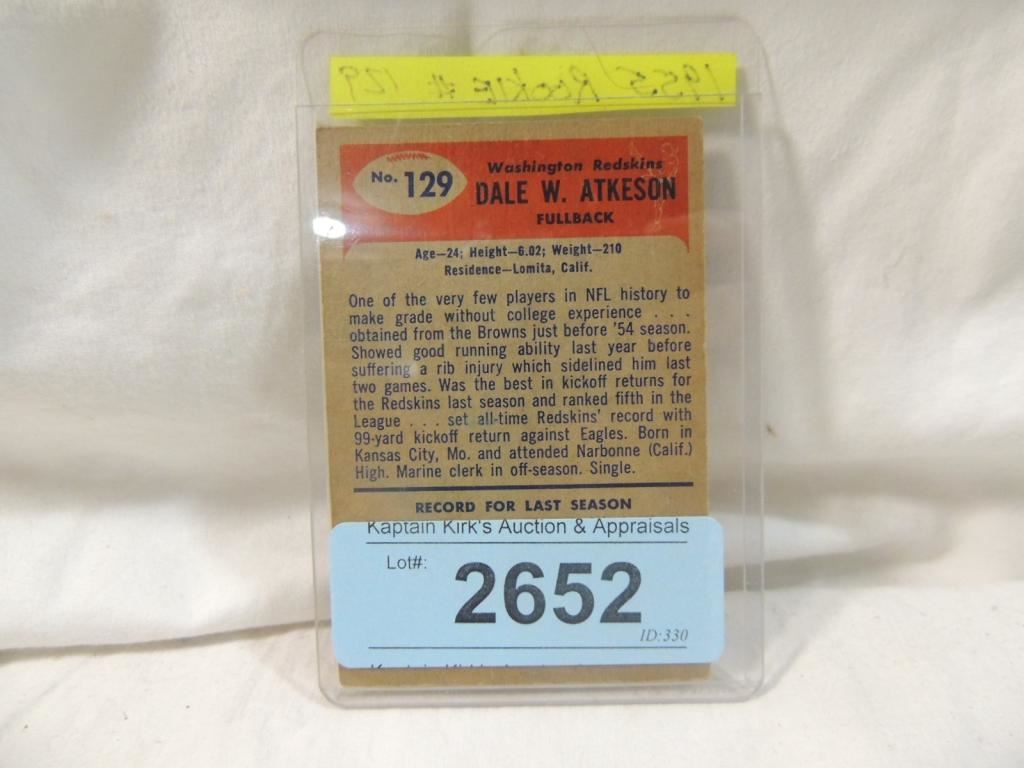 1955 ROOKIE # 129
Washington Redskins
No. 129
DALE W. ATKESON
FULLBACK
Age—24; Height—6.02; Weight—210
Residence—Lomita, Calif.
One of the very few players in NFL history to
make grade without college experience . . .
obtained from the Browns just before '54 season.
Showed good running ability last year before
suffering a rib injury which sidelined him last
two games. Was the best in kickoff returns for
the Redskins last season and ranked fifth in the
League . . . set all-time Redskins' record with
99-yard kickoff return against Eagles. Born in
Kansas City, Mo. and attended Narbonne (Calif.)
High. Marine clerk in off-season. Single.
RECORD FOR LAST SEASON
Kaptain Kirk's Auction & Appraisals
Lot#:
2652
ID:330